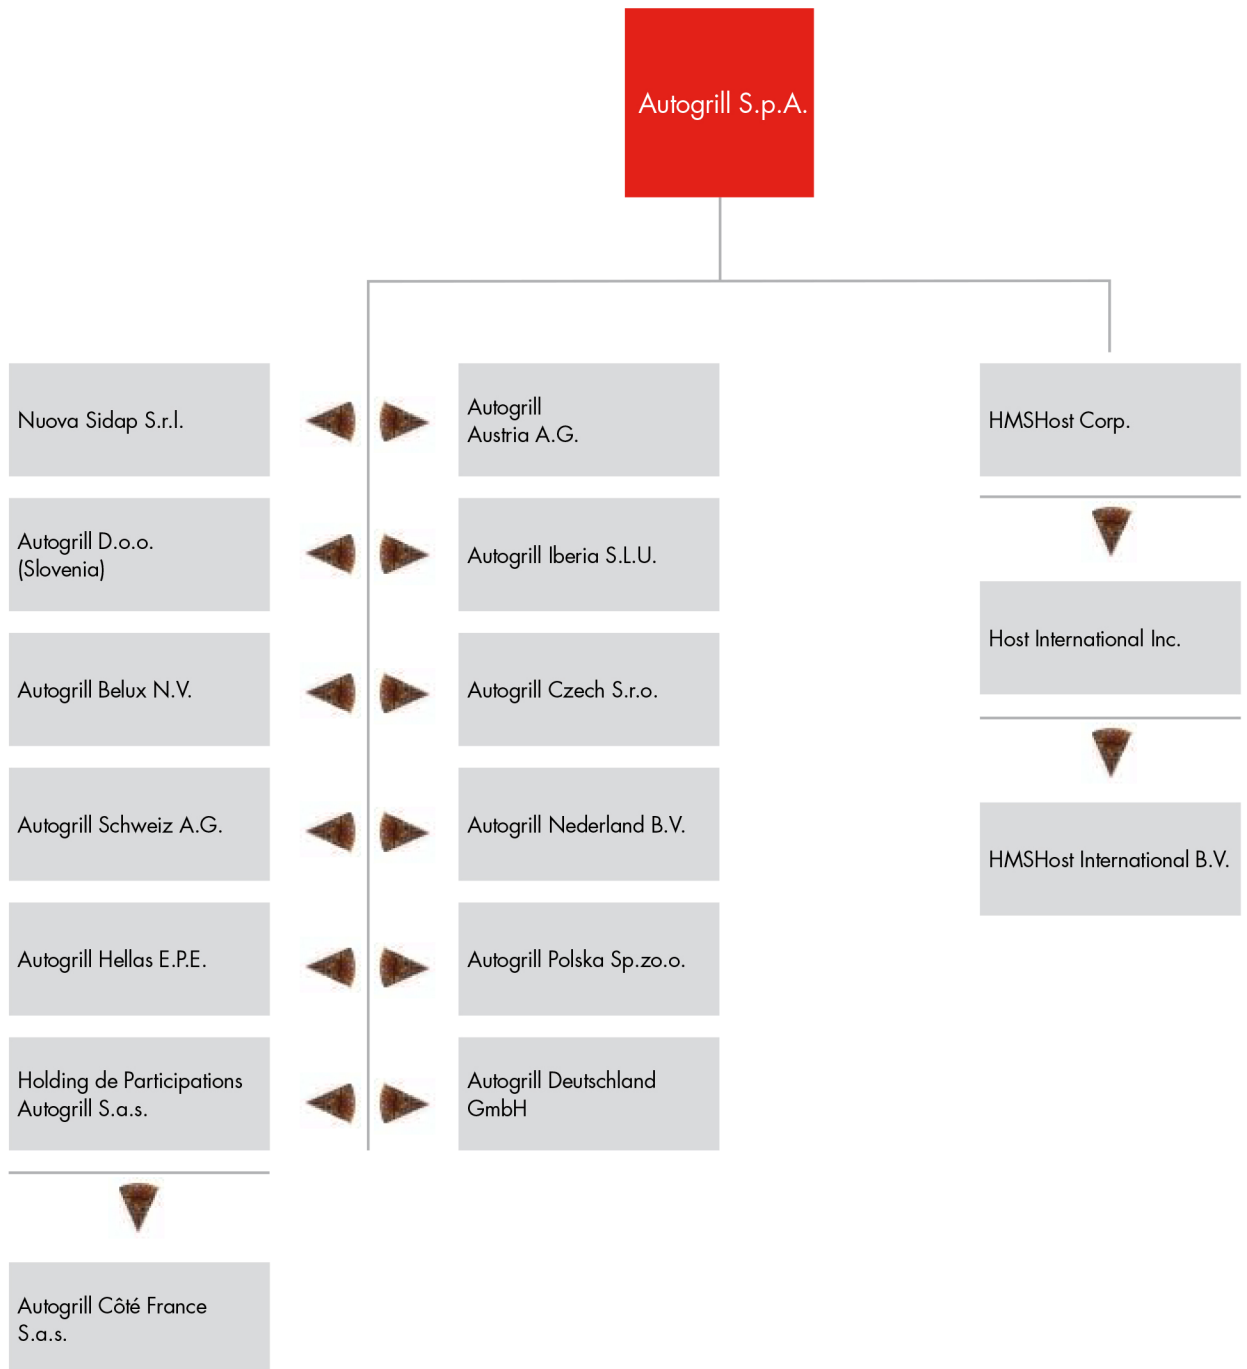 Autogrill S.p.A.
Nuova Sidap S.r.l.
Autogrill
Austria A.G.
HMSHost Corp.
Autogrill D.o.o.
(Slovenia)
Autogrill Iberia S.L.U.
Host International Inc.
Autogrill Belux N.V.
Autogrill Czech S.r.o.
Autogrill Schweiz A.G.
Autogrill Nederland B.V.
HMSHost International B.V.
Autogrill Hellas E.P.E.
Autogrill Polska Sp.zo.o.
Holding de Participations
Autogrill S.a.s.
Autogrill Deutschland
GmbH
Autogrill Côté France
S.a.s.